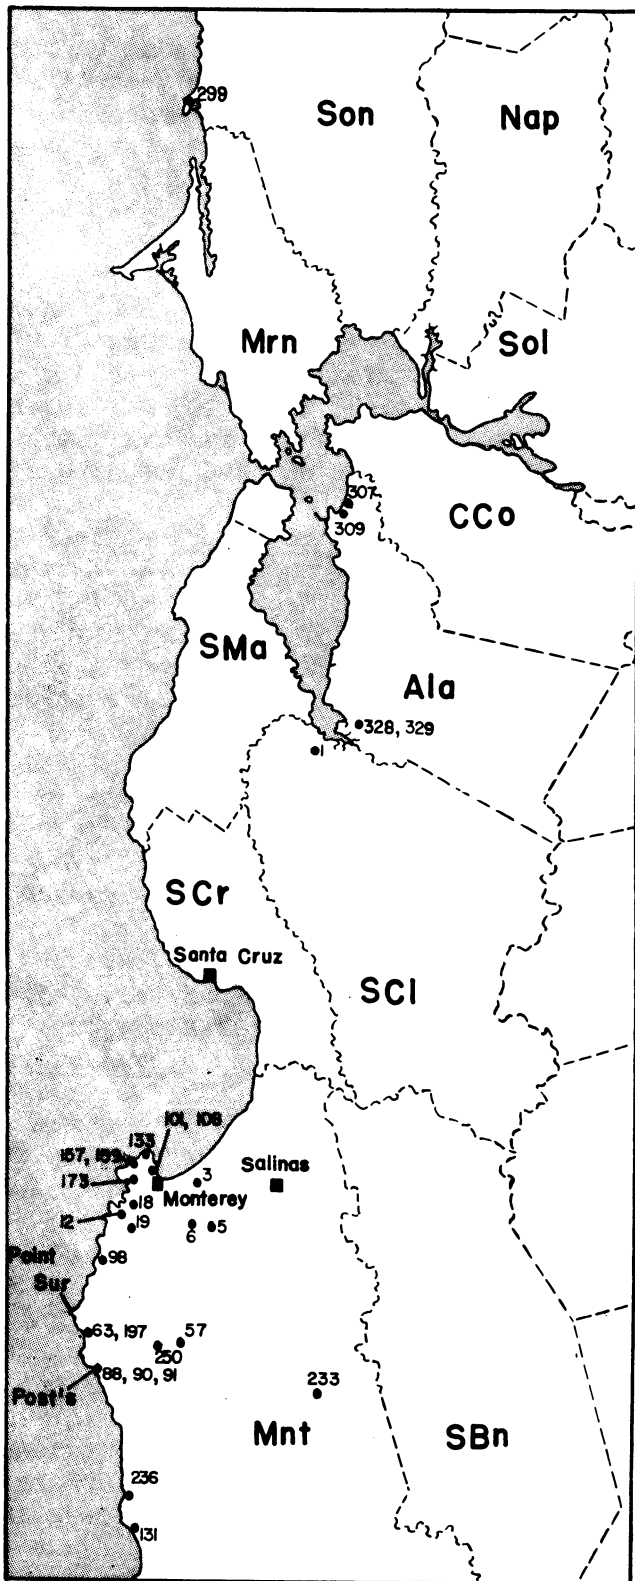 299
Son
Nap
Mrn
Sol
307
309
CCo
SMa
Ala
328, 329
1
SCr
Santa Cruz
SCl
101, 108
133
173
3
Salinas
Monterey
18
12
19
6
5
98
Point
Sur
63, 197
57
250
88, 90, 91
Post's
233
Mnt
SBn
236
131